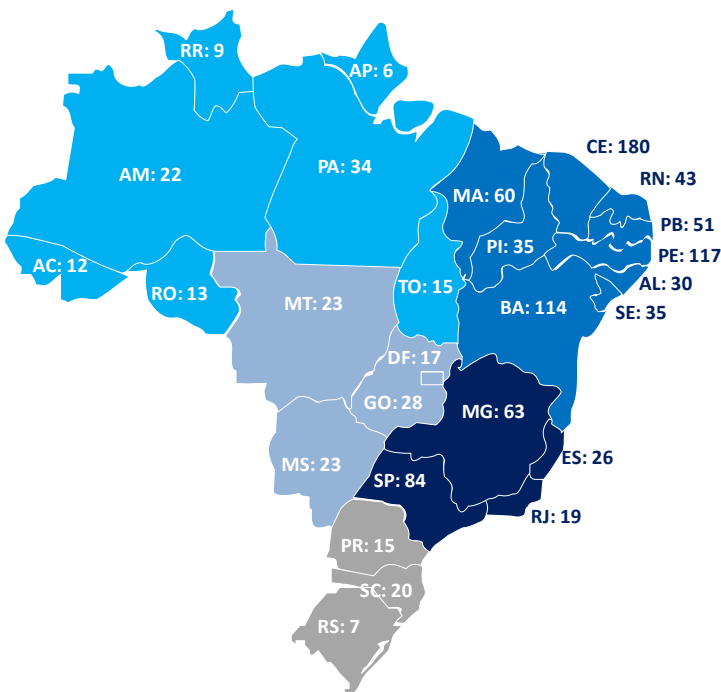 RR: 9
AP: 6
CE: 180
AM: 22
PA: 34
RN: 43
MA: 60
PB: 51
PI: 35
PE: 117
AC: 12
RO: 13
TO: 15
AL: 30
MT: 23
BA: 114
SE: 35
DF: 17
GO: 28
MG: 63
MS: 23
SP: 84
ES: 26
RJ: 19
PR: 15
SC: 20
RS: 7